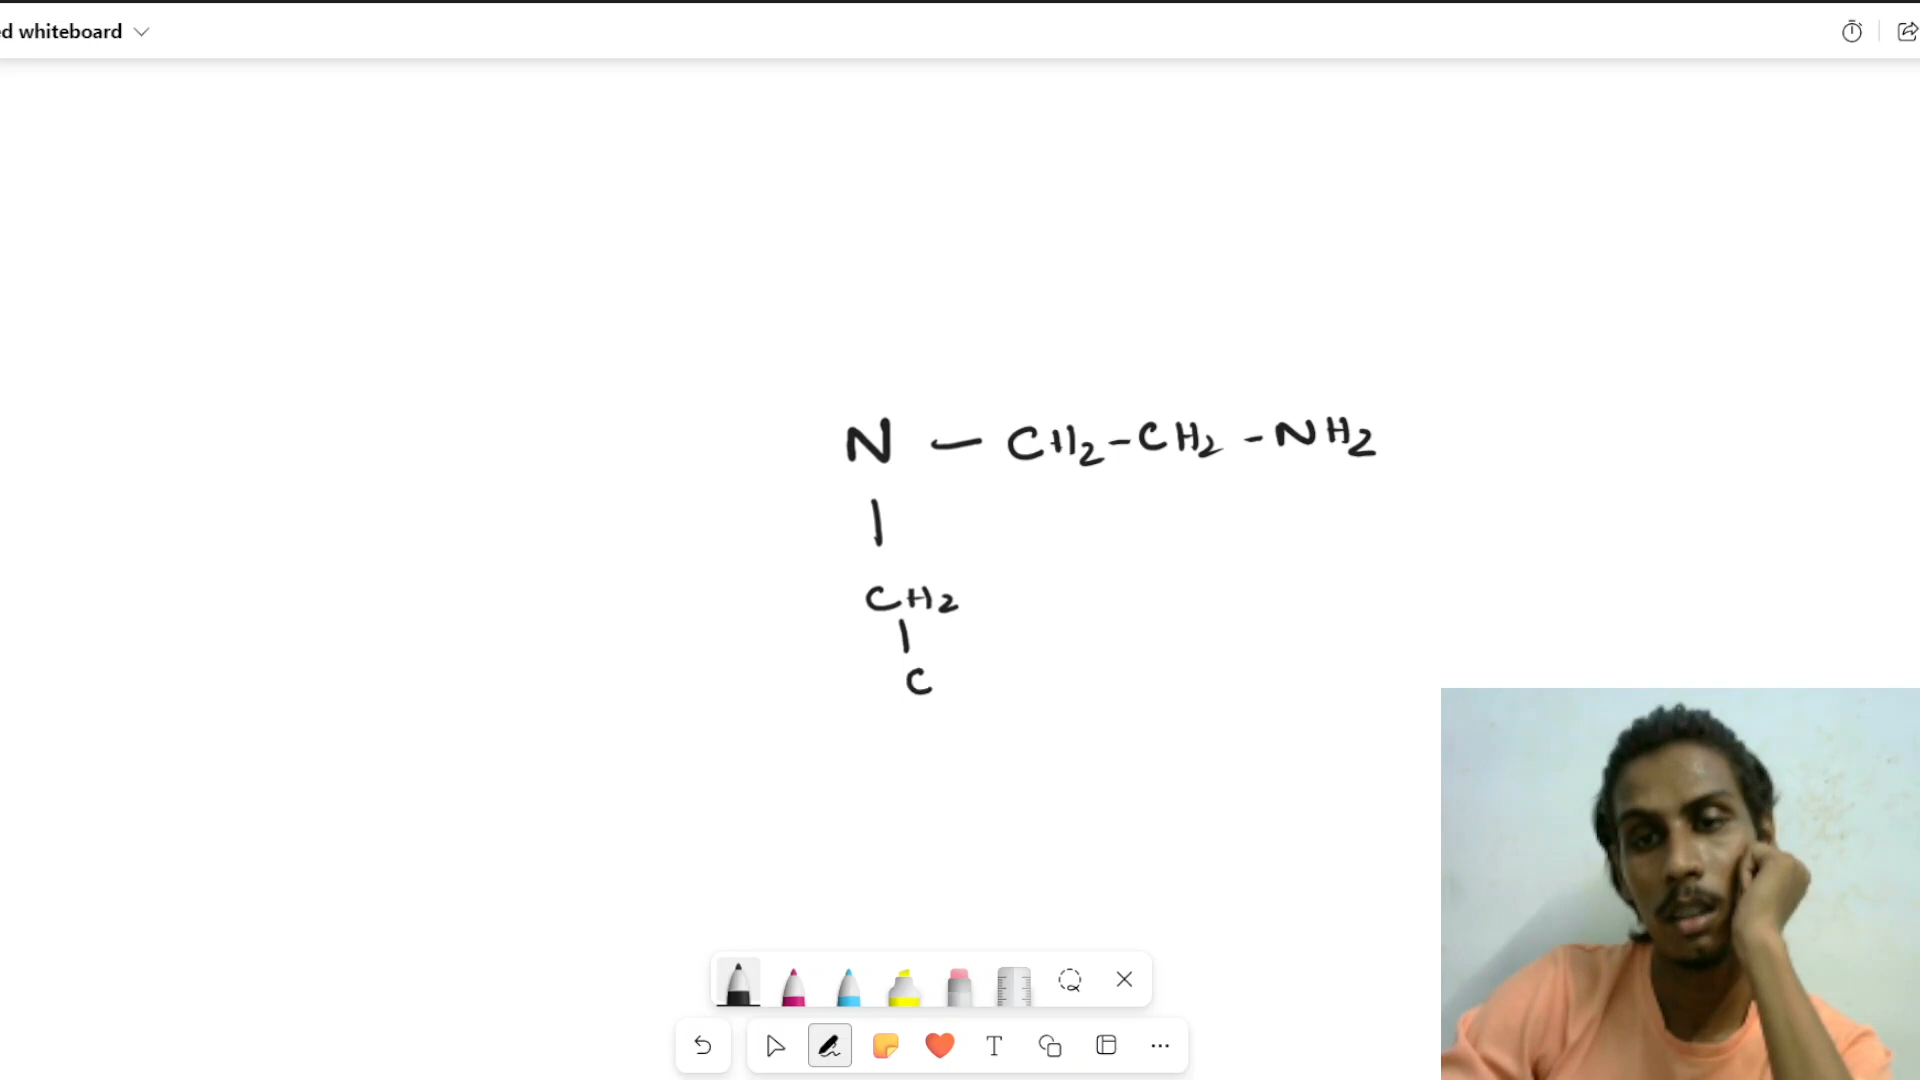 d whiteboard
N – CH2-CH2-NH2
|
CH2
|
C
T